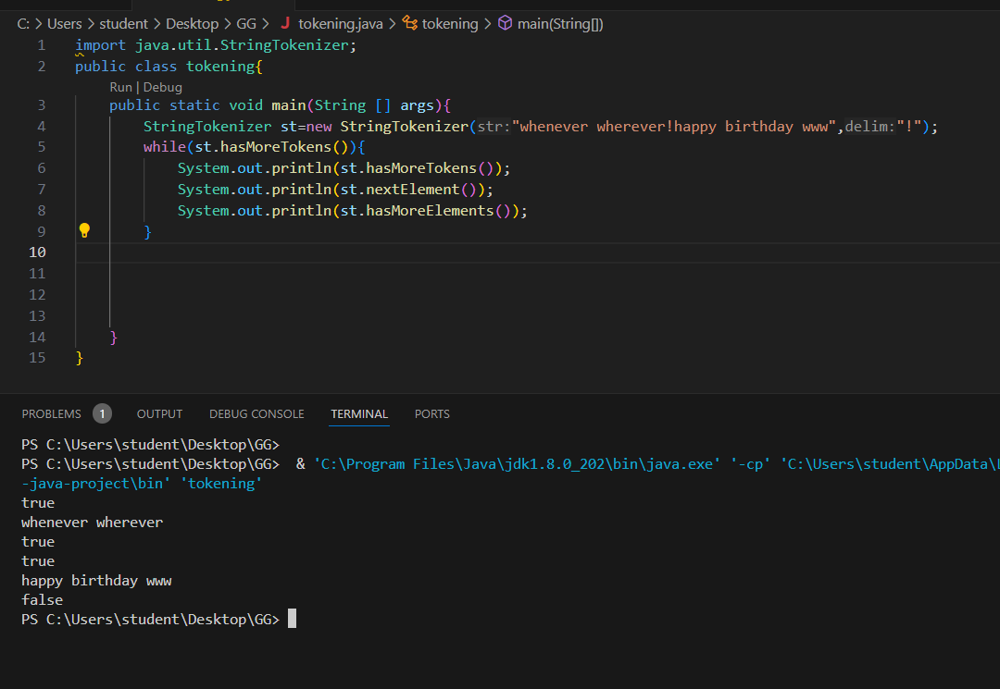 C: > Users > student > Desktop > GG > J tokening.java > tokening > main(String[])
1 import java.util.StringTokenizer;
2 public class tokening{
Run | Debug
3 public static void main(String [] args){
4 StringTokenizer st=new StringTokenizer(str:"whenever wherever!happy birthday www",delim:"!");
5 while(st.hasMoreTokens()){
6 System.out.println(st.hasMoreTokens());
7 System.out.println(st.nextElement());
8 System.out.println(st.hasMoreElements());
9 }
10
11
12
13
14 }
15 }
PROBLEMS 1 OUTPUT DEBUG CONSOLE TERMINAL PORTS
PS C:\Users\student\Desktop\GG>
PS C:\Users\student\Desktop\GG> & 'C:\Program Files\Java\jdk1.8.0_202\bin\java.exe' '-cp' 'C:\Users\student\AppData\
-java-project\bin' 'tokening'
true
whenever wherever
true
true
happy birthday www
false
PS C:\Users\student\Desktop\GG>